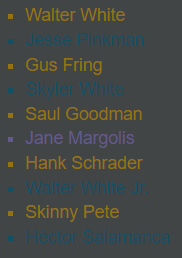 Walter White
Jesse Pinkman
Gus Fring
Skyler White
Saul Goodman
Jane Margolis
Hank Schrader
Walter White Jr.
Skinny Pete
Hector Salamanca